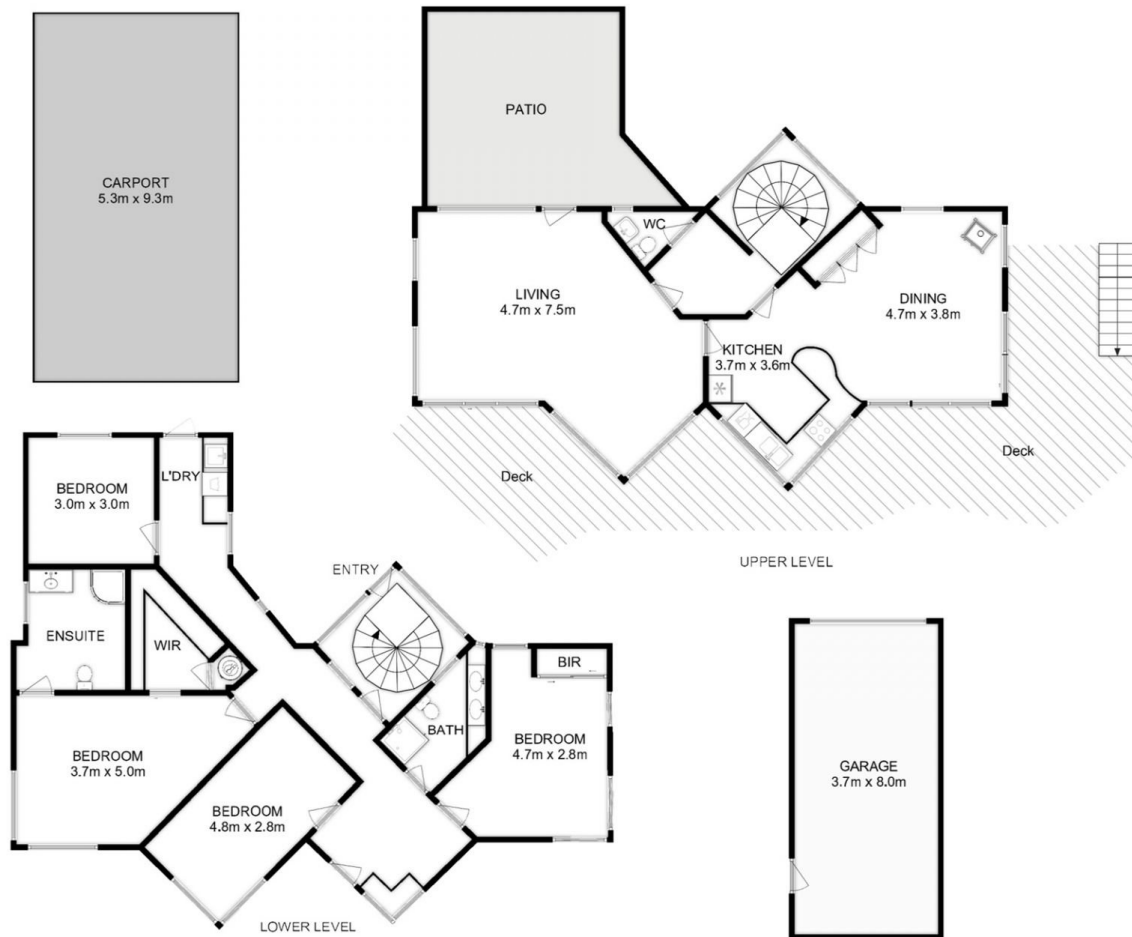 CARPORT
5.3m x 9.3m
PATIO
WC
LIVING
4.7m x 7.5m
DINING
4.7m x 3.8m
KITCHEN
3.7m x 3.6m
Deck
Deck
UPPER LEVEL
BEDROOM
3.0m x 3.0m
L'DRY
ENTRY
ENSUITE
WIR
BIR
BATH
BEDROOM
3.7m x 5.0m
BEDROOM
4.7m x 2.8m
BEDROOM
4.8m x 2.8m
LOWER LEVEL
GARAGE
3.7m x 8.0m